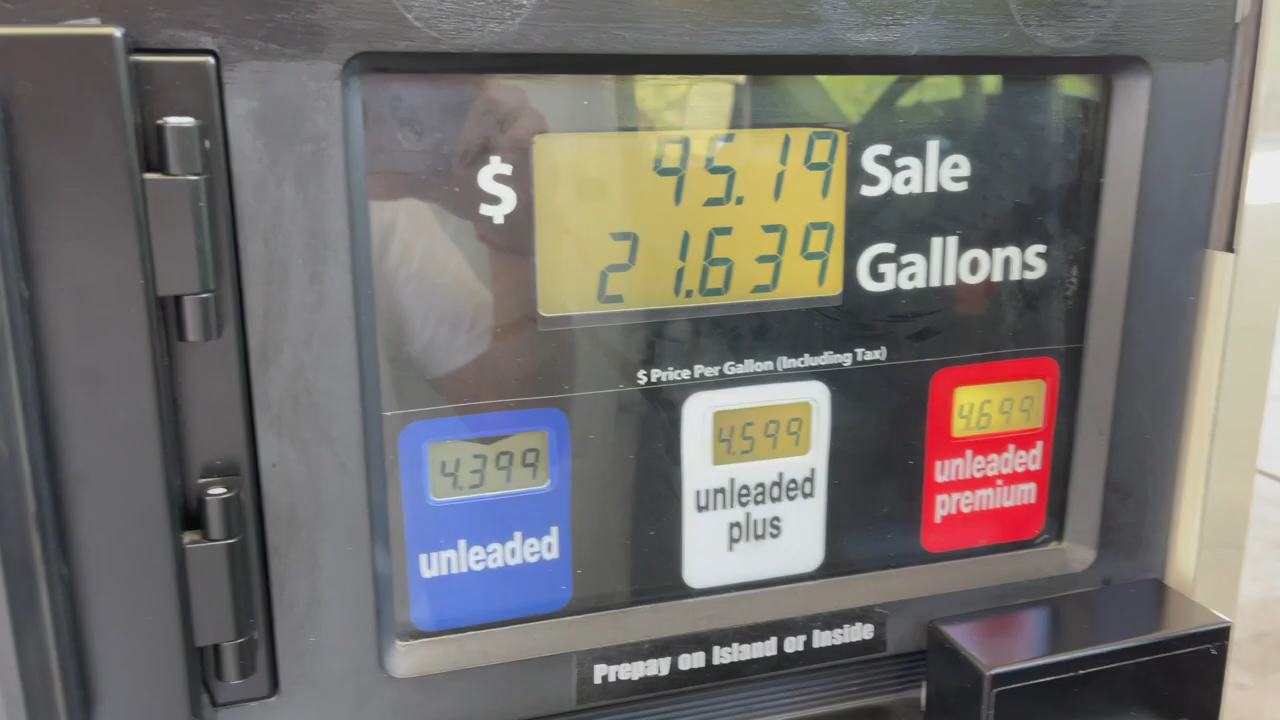 $ 95.19 Sale
21.639 Gallons
$ Price Per Gallon (Including Tax)
4.399
unleaded
4.599
unleaded
plus
4.699
unleaded
premium
Prepay on Island or Inside